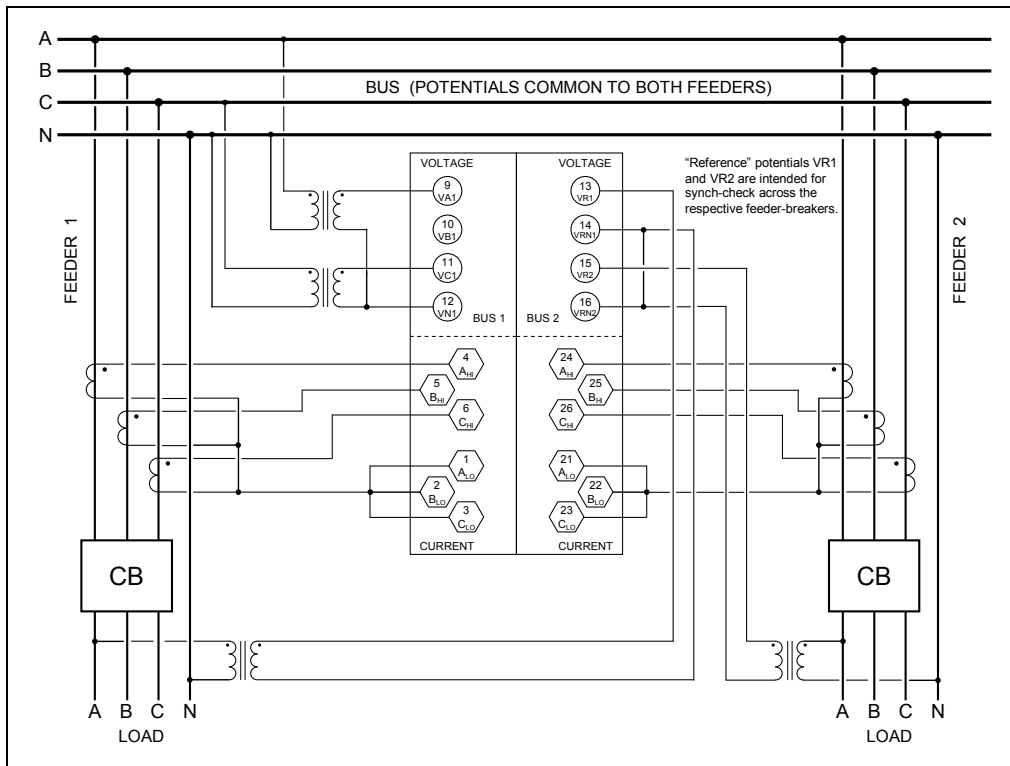 A
B
BUS (POTENTIALS COMMON TO BOTH FEEDERS)
C
N
VOLTAGE
VOLTAGE
“Reference” potentials VR1
and VR2 are intended for
synch-check across the
respective feeder-breakers.
9
VA1
13
VR1
10
VB1
14
VRN1
11
VC1
15
VR2
12
VN1
16
VRN2
BUS 1
BUS 2
FEEDER 1
FEEDER 2
4
AHI
24
AHI
5
BHI
25
BHI
6
CHI
26
CHI
1
ALO
21
ALO
2
BLO
22
BLO
3
CLO
23
CLO
CURRENT
CURRENT
CB
CB
A B C N
LOAD
A B C N
LOAD